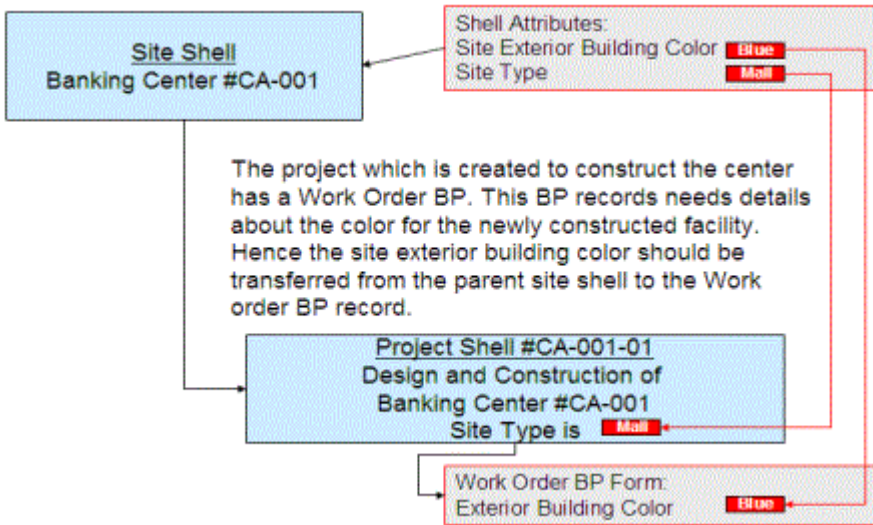 Site Shell
Banking Center #CA-001
Shell Attributes:
Site Exterior Building Color Blue
Site Type Mall
The project which is created to construct the center
has a Work Order BP. This BP records needs details
about the color for the newly constructed facility.
Hence the site exterior building color should be
transferred from the parent site shell to the Work
order BP record.
Project Shell #CA-001-01
Design and Construction of
Banking Center #CA-001
Site Type is Mall
Work Order BP Form:
Exterior Building Color Blue